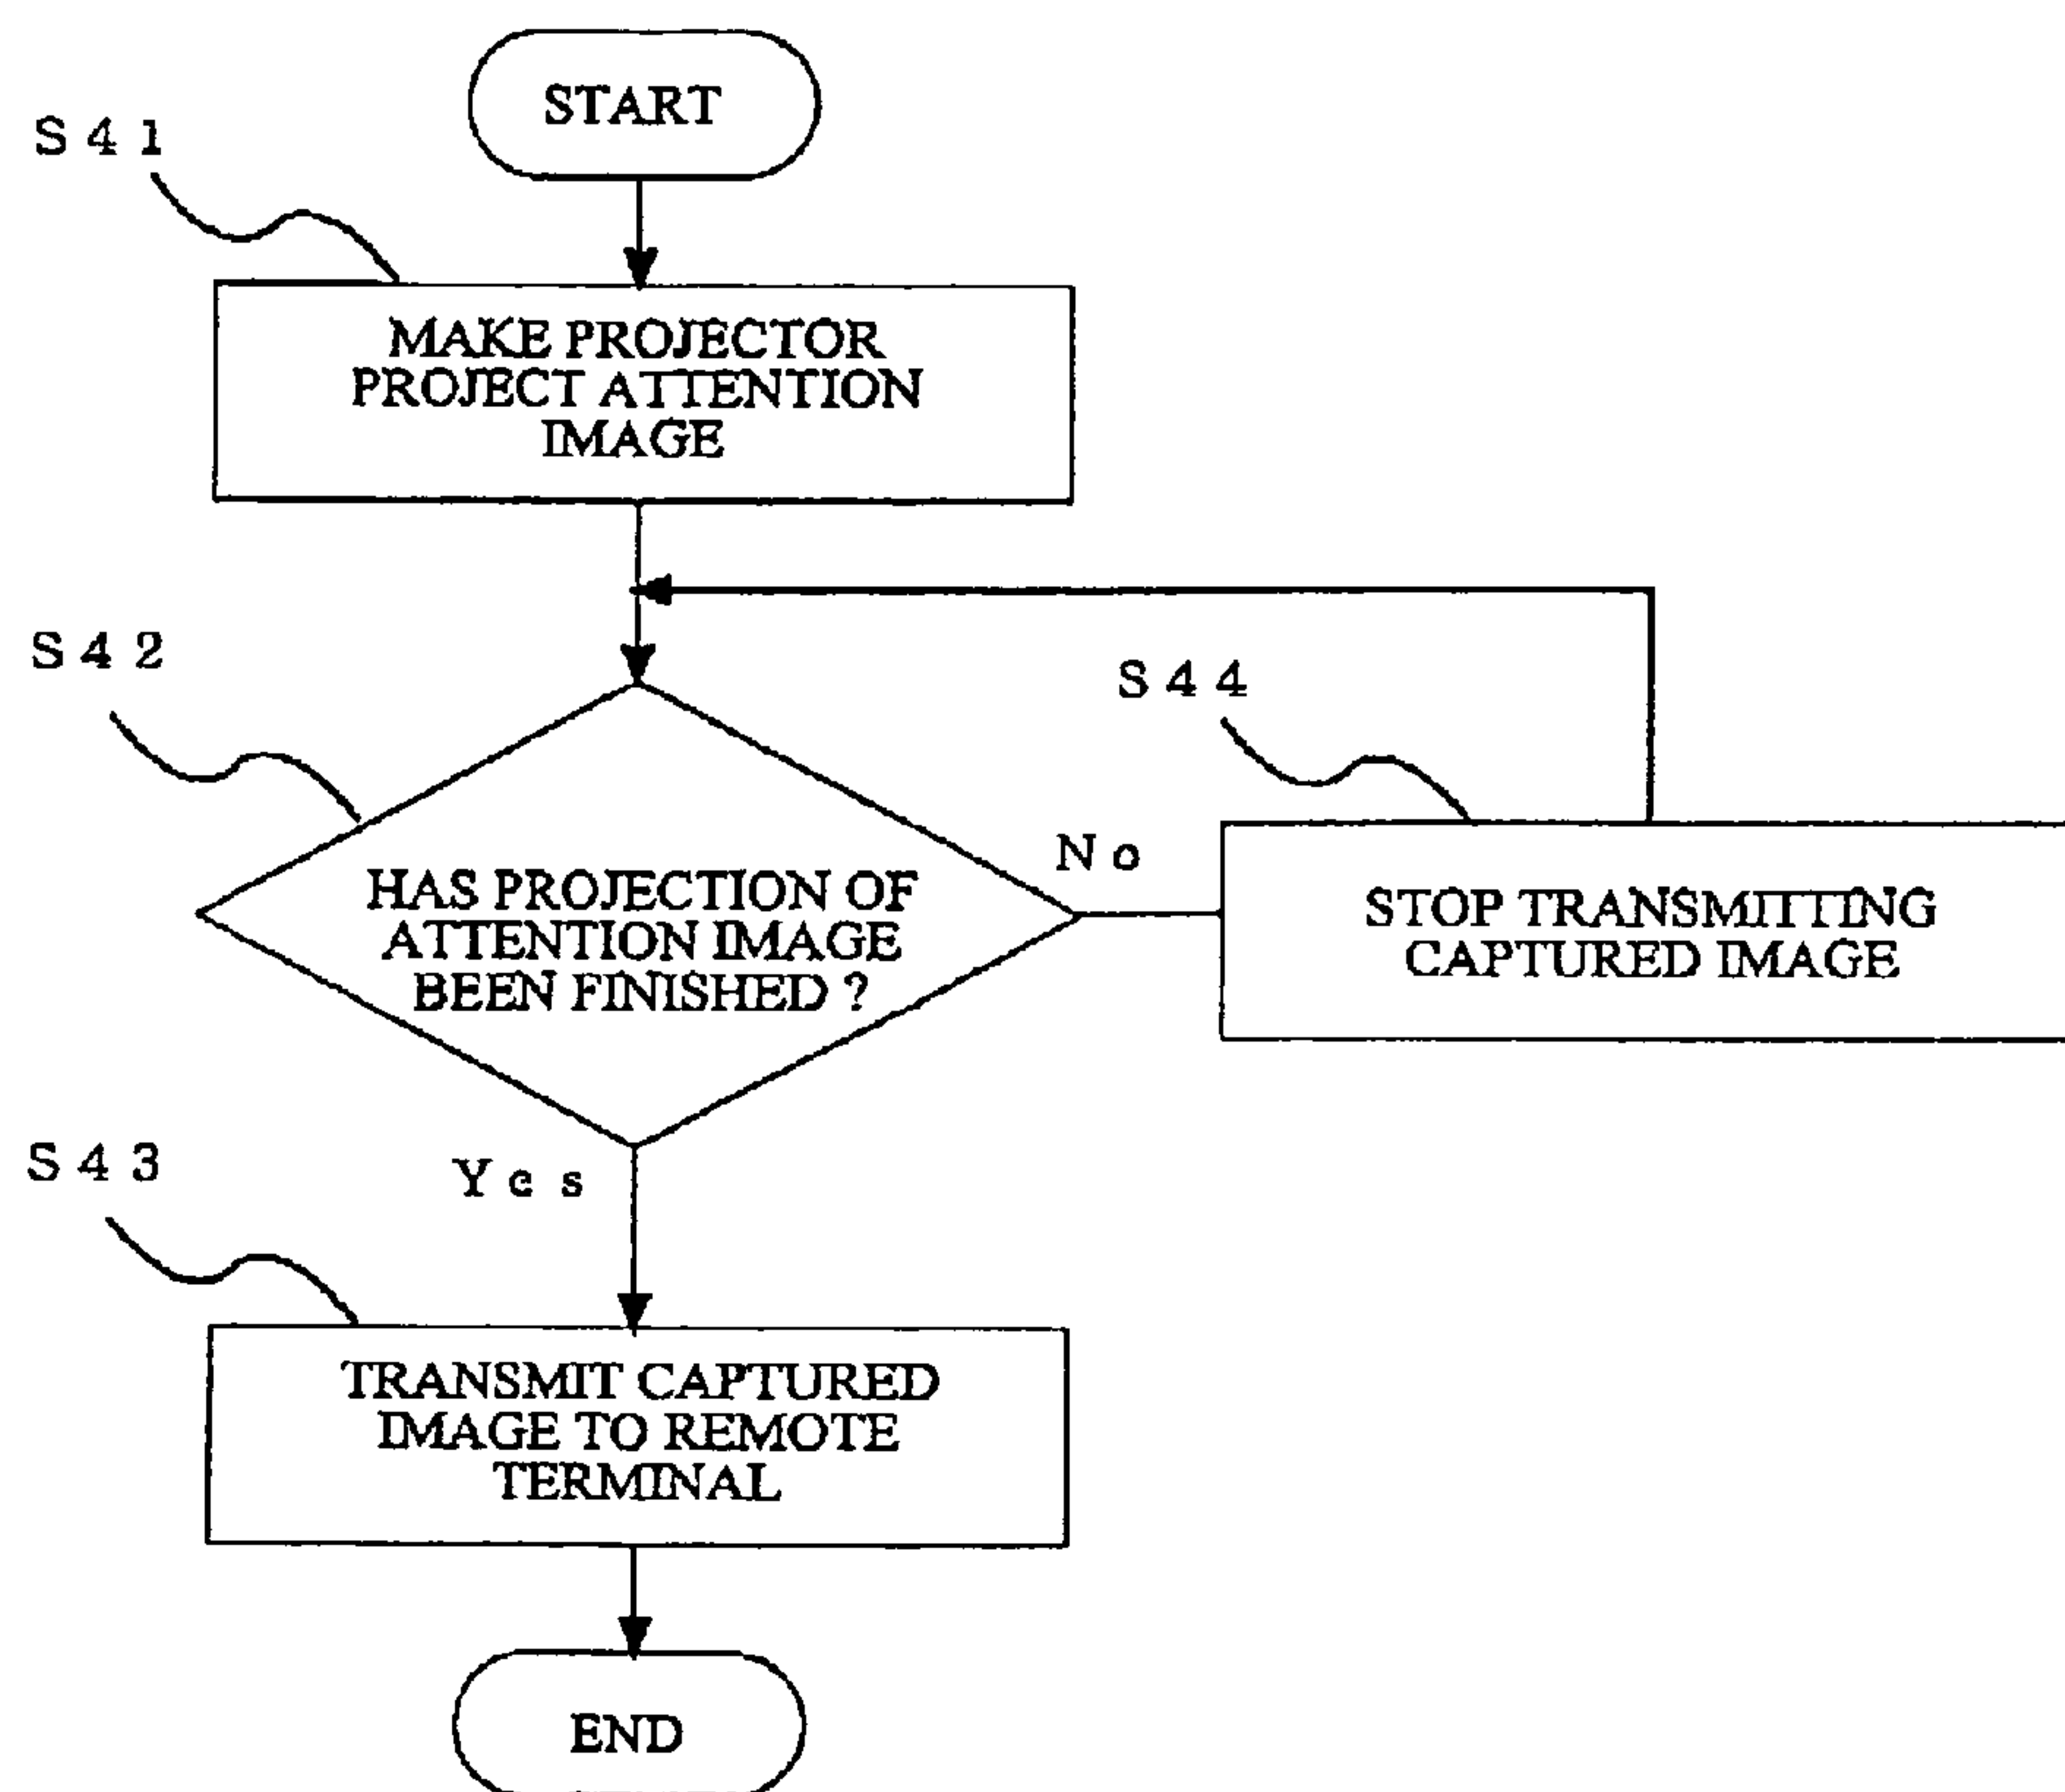 START
S41
MAKE PROJECTOR
PROJECT ATTENTION
IMAGE
S42
HAS PROJECTION OF
ATTENTION IMAGE
BEEN FINISHED ?
No
S44
STOP TRANSMITTING
CAPTURED IMAGE
Yes
S43
TRANSMIT CAPTURED
IMAGE TO REMOTE
TERMINAL
END